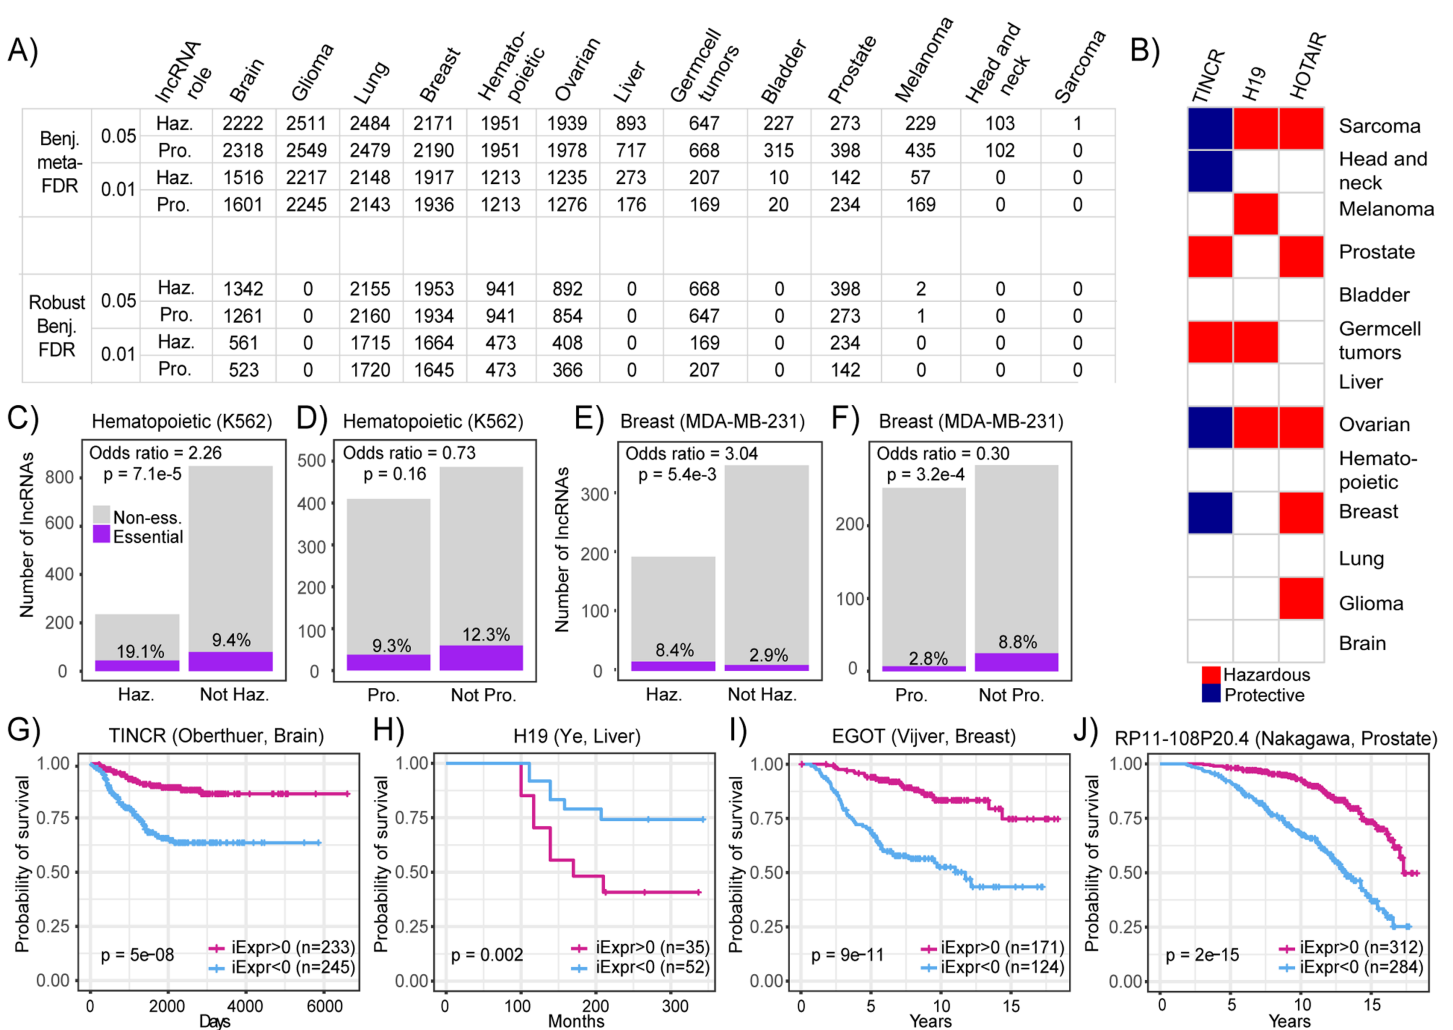 A)
lncRNA role Brain Glioma Lung Breast Hemato-poietic Ovarian Liver Germcell tumors Bladder Prostate Melanoma Head and neck Sarcoma
Benj. meta-FDR
0.05
Haz. 2222 2511 2484 2171 1951 1939 893 647 227 273 229 103 1
Pro. 2318 2549 2479 2190 1951 1978 717 668 315 398 435 102 0
0.01
Haz. 1516 2217 2148 1917 1213 1235 273 207 10 142 57 0 0
Pro. 1601 2245 2143 1936 1213 1276 176 169 20 234 169 0 0
Robust Benj. FDR
0.05
Haz. 1342 0 2155 1953 941 892 0 668 0 398 2 0 0
Pro. 1261 0 2160 1934 941 854 0 647 0 273 1 0 0
0.01
Haz. 561 0 1715 1664 473 408 0 169 0 234 0 0 0
Pro. 523 0 1720 1645 473 366 0 207 0 142 0 0 0
B)
TINCR H19 HOTAIR
Sarcoma
Head and
neck
Melanoma
Prostate
Bladder
Germcell
tumors
Liver
Ovarian
Hemato-
poietic
Breast
Lung
Glioma
Brain
Hazardous
Protective
C)
Hematopoietic (K562)
Odds ratio = 2.26
p = 7.1e-5
Number of lncRNAs
800
600
400
200
0
Non-ess.
Essential
19.1% 9.4%
Haz. Not Haz.
D)
Hematopoietic (K562)
Odds ratio = 0.73
p = 0.16
500
400
300
200
100
0
9.3% 12.3%
Pro. Not Pro.
E)
Breast (MDA-MB-231)
Odds ratio = 3.04
p = 5.4e-3
Number of lncRNAs
300
200
100
0
8.4% 2.9%
Haz. Not Haz.
F)
Breast (MDA-MB-231)
Odds ratio = 0.30
p = 3.2e-4
200
100
0
2.8% 8.8%
Pro. Not Pro.
G)
TINCR (Oberthuer, Brain)
Probability of survival
1.00
0.75
0.50
0.25
0.00
p = 5e-08
iExpr>0 (n=233)
iExpr<0 (n=245)
0 2000 4000 6000
Days
H)
H19 (Ye, Liver)
Probability of survival
1.00
0.75
0.50
0.25
0.00
p = 0.002
iExpr>0 (n=35)
iExpr<0 (n=52)
0 100 200 300
Months
I)
EGOT (Vijver, Breast)
Probability of survival
1.00
0.75
0.50
0.25
0.00
p = 9e-11
iExpr>0 (n=171)
iExpr<0 (n=124)
0 5 10 15
Years
J)
RP11-108P20.4 (Nakagawa, Prostate)
Probability of survival
1.00
0.75
0.50
0.25
0.00
p = 2e-15
iExpr>0 (n=312)
iExpr<0 (n=284)
0 5 10 15
Years